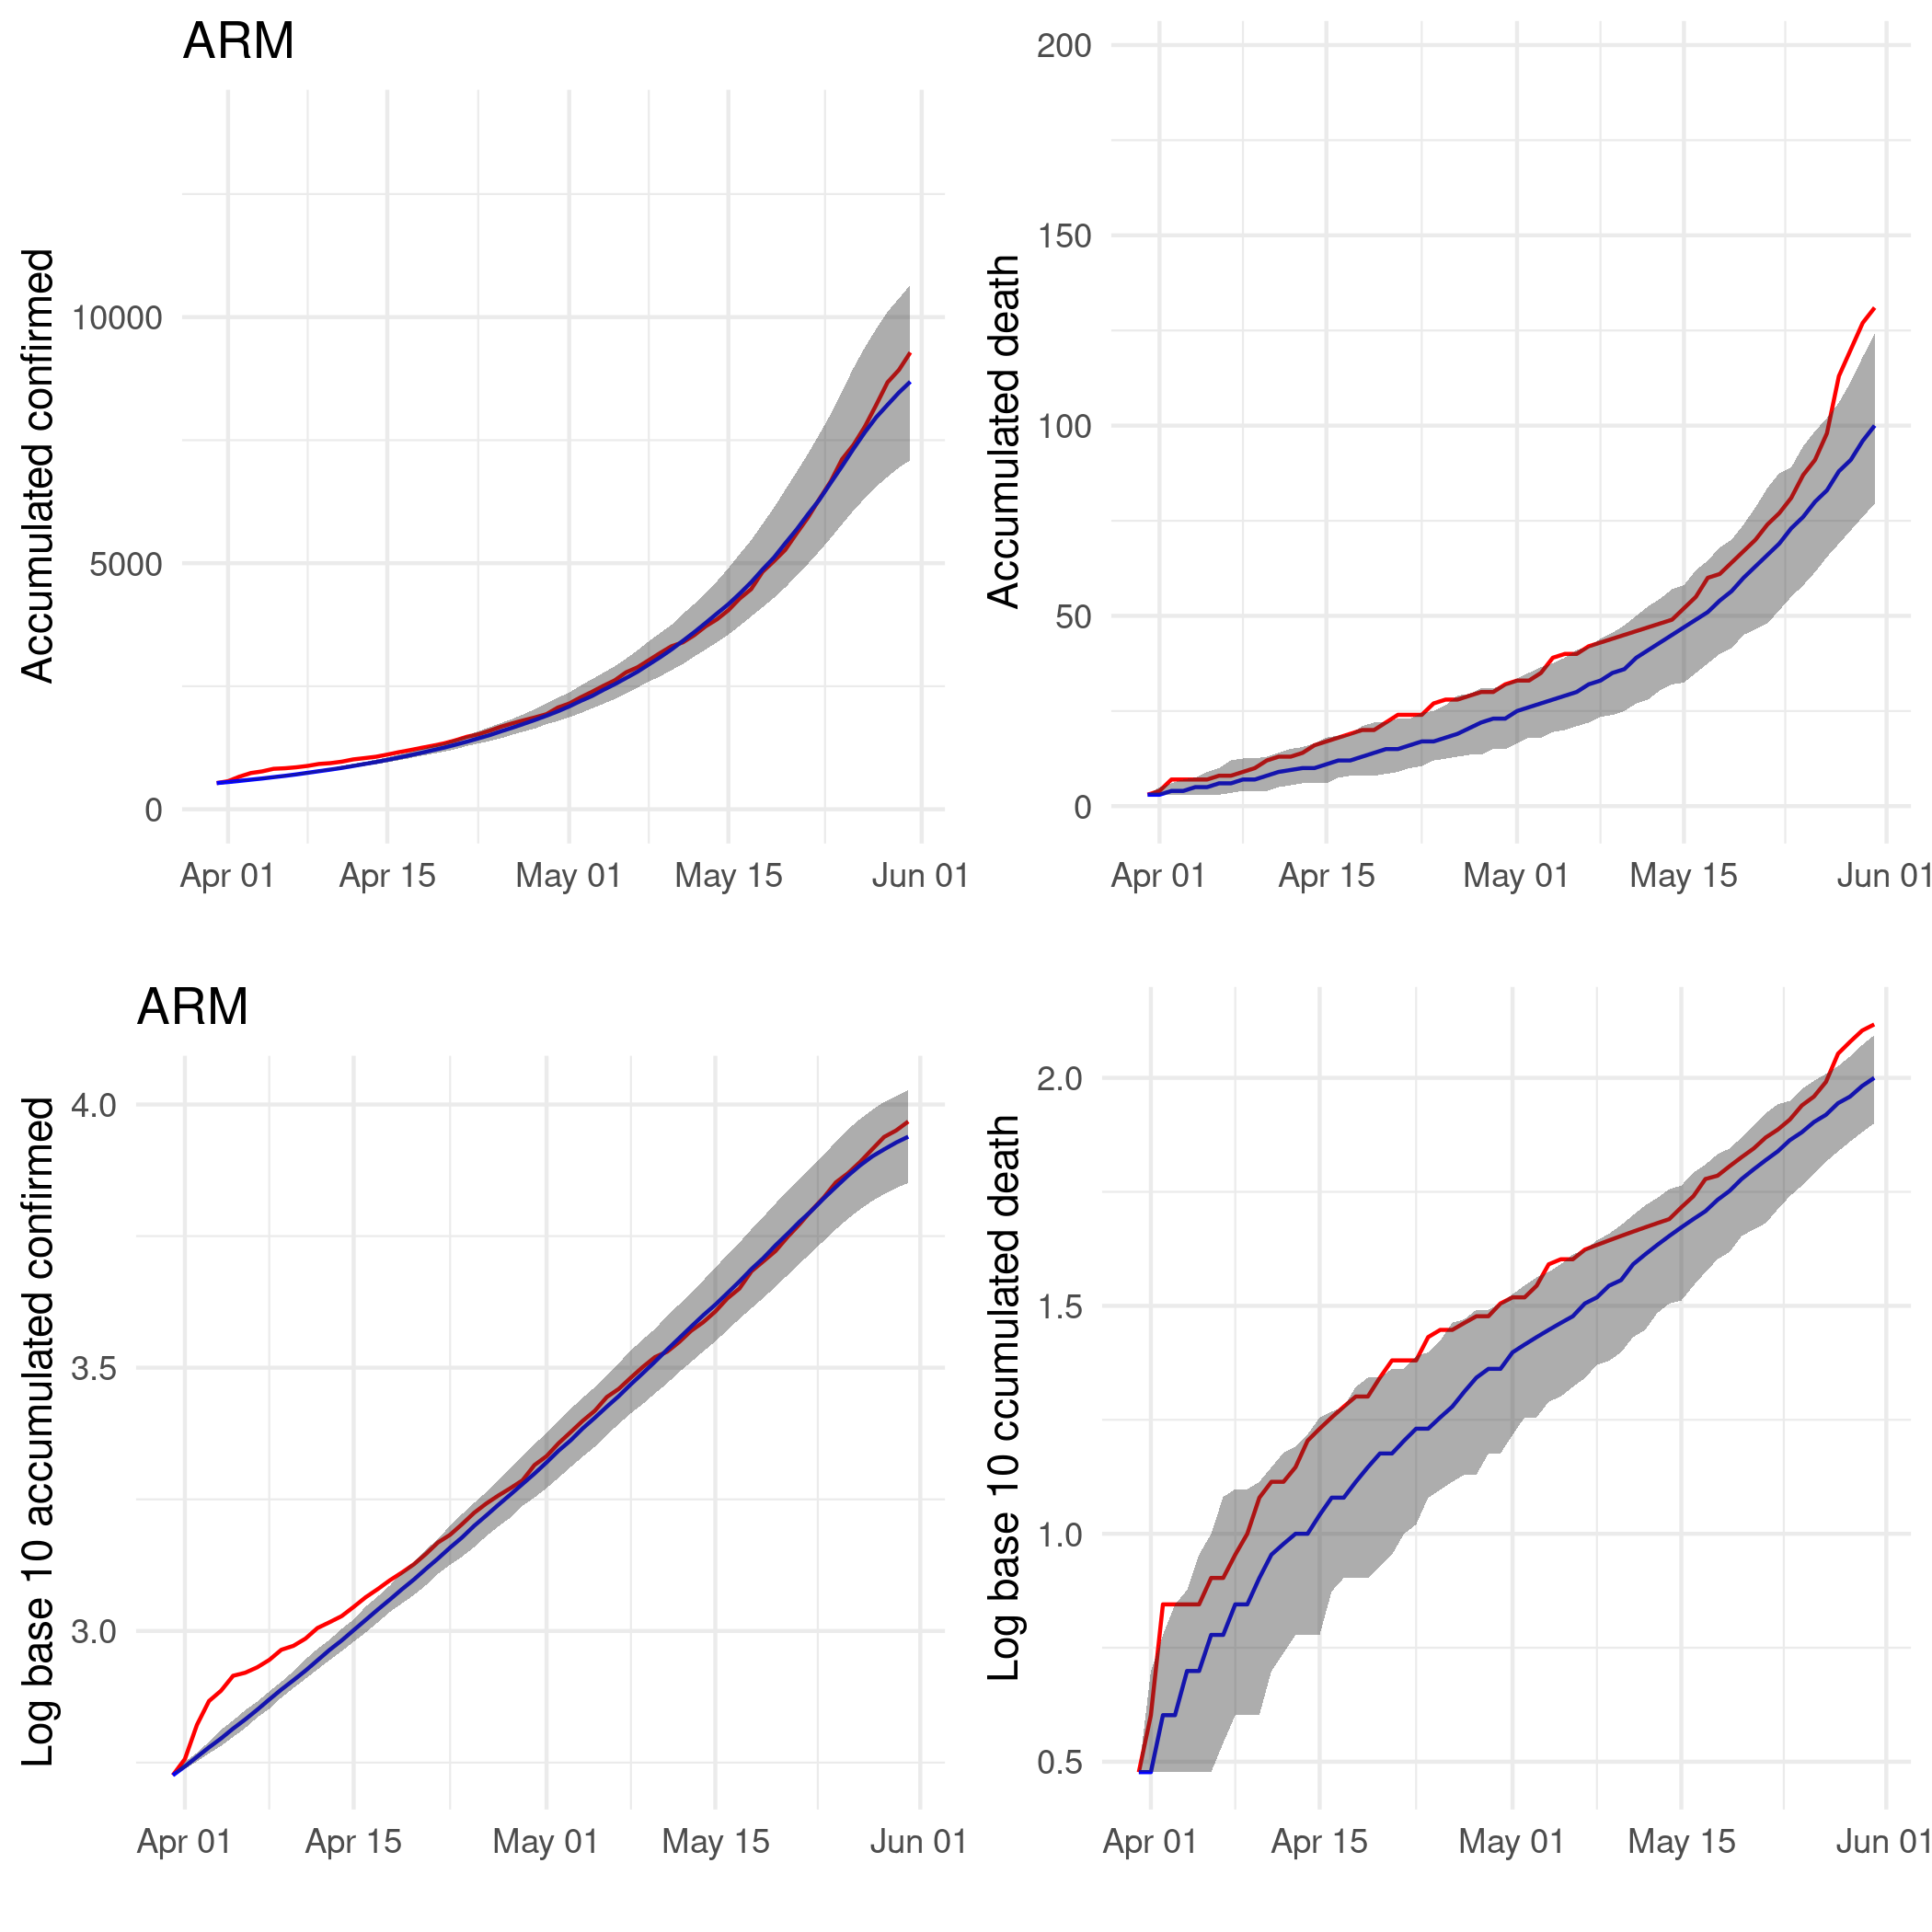 ARM
Accumulated confirmed
10000
5000
0
Apr 01 Apr 15 May 01 May 15 Jun 01
Accumulated death
200
150
100
50
0
Apr 01 Apr 15 May 01 May 15 Jun 01
ARM
Log base 10 accumulated confirmed
4.0
3.5
3.0
Apr 01 Apr 15 May 01 May 15 Jun 01
Log base 10 ccumulated death
2.0
1.5
1.0
0.5
Apr 01 Apr 15 May 01 May 15 Jun 01